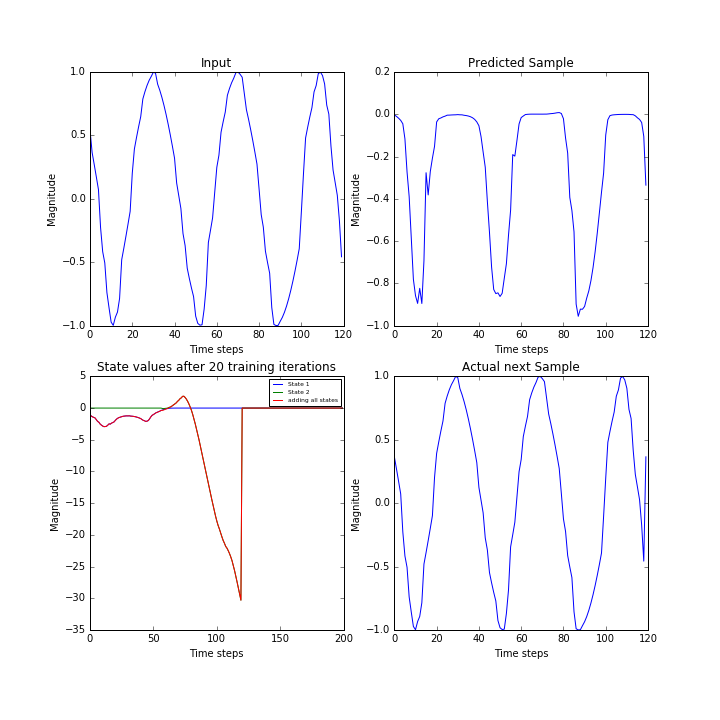 Input
Magnitude
1.0
0.5
0.0
−0.5
−1.0
0 20 40 60 80 100 120
Time steps
Predicted Sample
Magnitude
0.2
0.0
−0.2
−0.4
−0.6
−0.8
−1.0
0 20 40 60 80 100 120
Time steps
State values after 20 training iterations
Magnitude
5
0
−5
−10
−15
−20
−25
−30
−35
State 1
State 2
adding all states
0 50 100 150 200
Time steps
Actual next Sample
Magnitude
1.0
0.5
0.0
−0.5
−1.0
0 20 40 60 80 100 120
Time steps